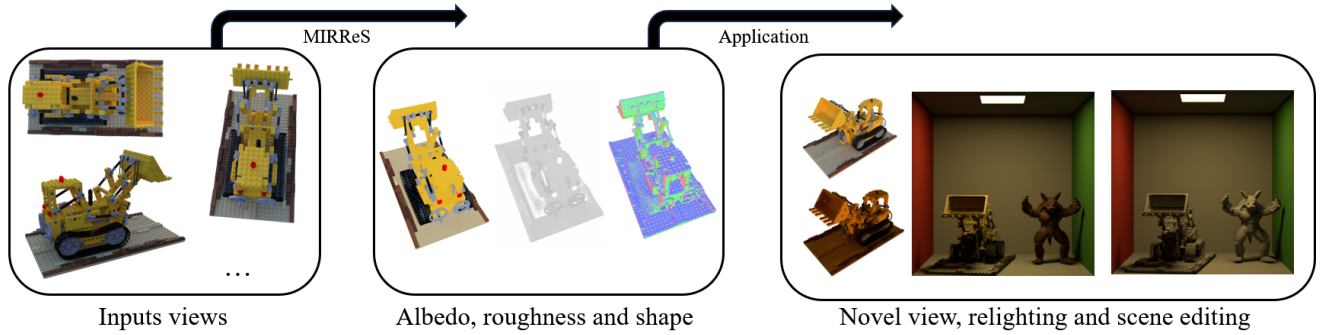 MIRReS
Application
...
Inputs views
Albedo, roughness and shape
Novel view, relighting and scene editing